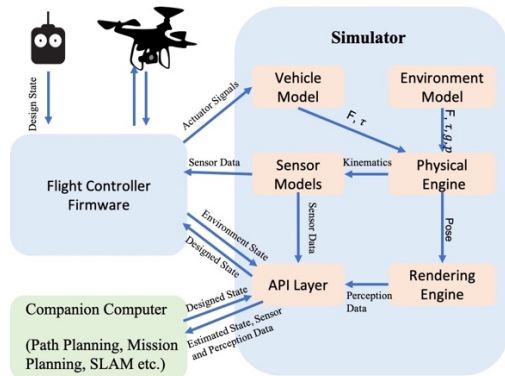 Simulator
Design State
Actuator Signals
Vehicle
Model
Environment
Model
F, τ
F, τ,g,p
Flight Controller
Firmware
Sensor Data
Sensor
Models
Kinematics
Physical
Engine
Environment State
Designed State
Sensor Data
Pose
API Layer
Perception
Data
Rendering
Engine
Companion Computer
(Path Planning, Mission
Planning, SLAM etc.)
Designed State
Estimated State, Sensor
and Perception Data